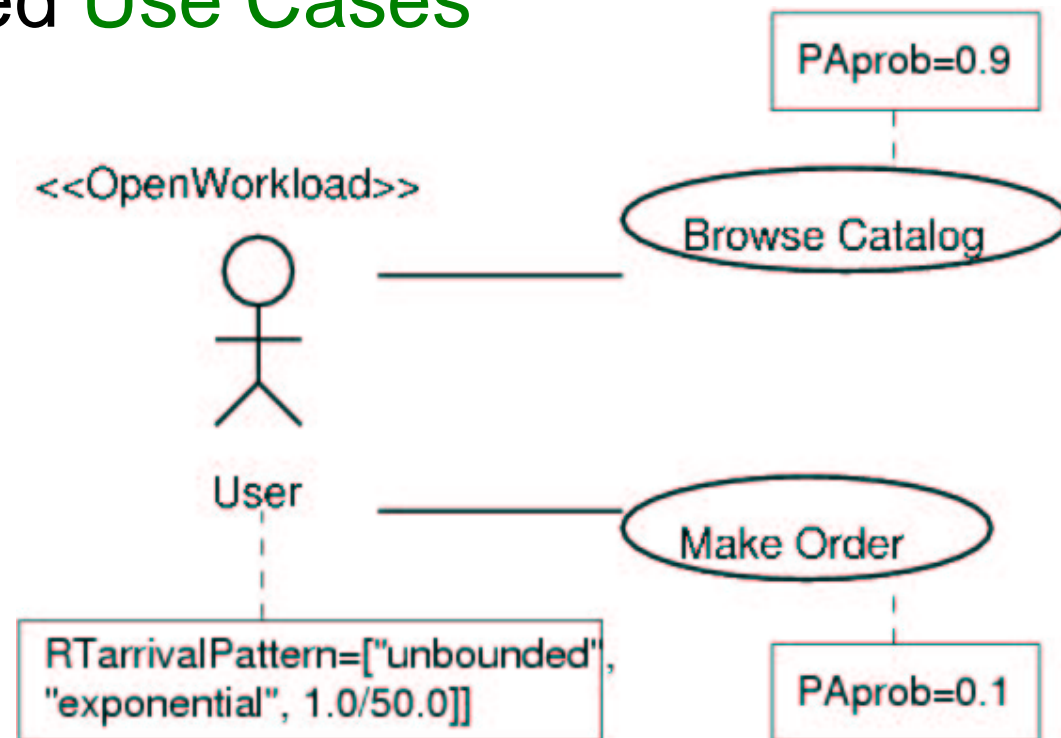 Use Cases
PAprob=0.9
<<OpenWorkload>>
Browse Catalog
User
Make Order
RTarrivalPattern=["unbounded",
"exponential", 1.0/50.0]]
PAprob=0.1